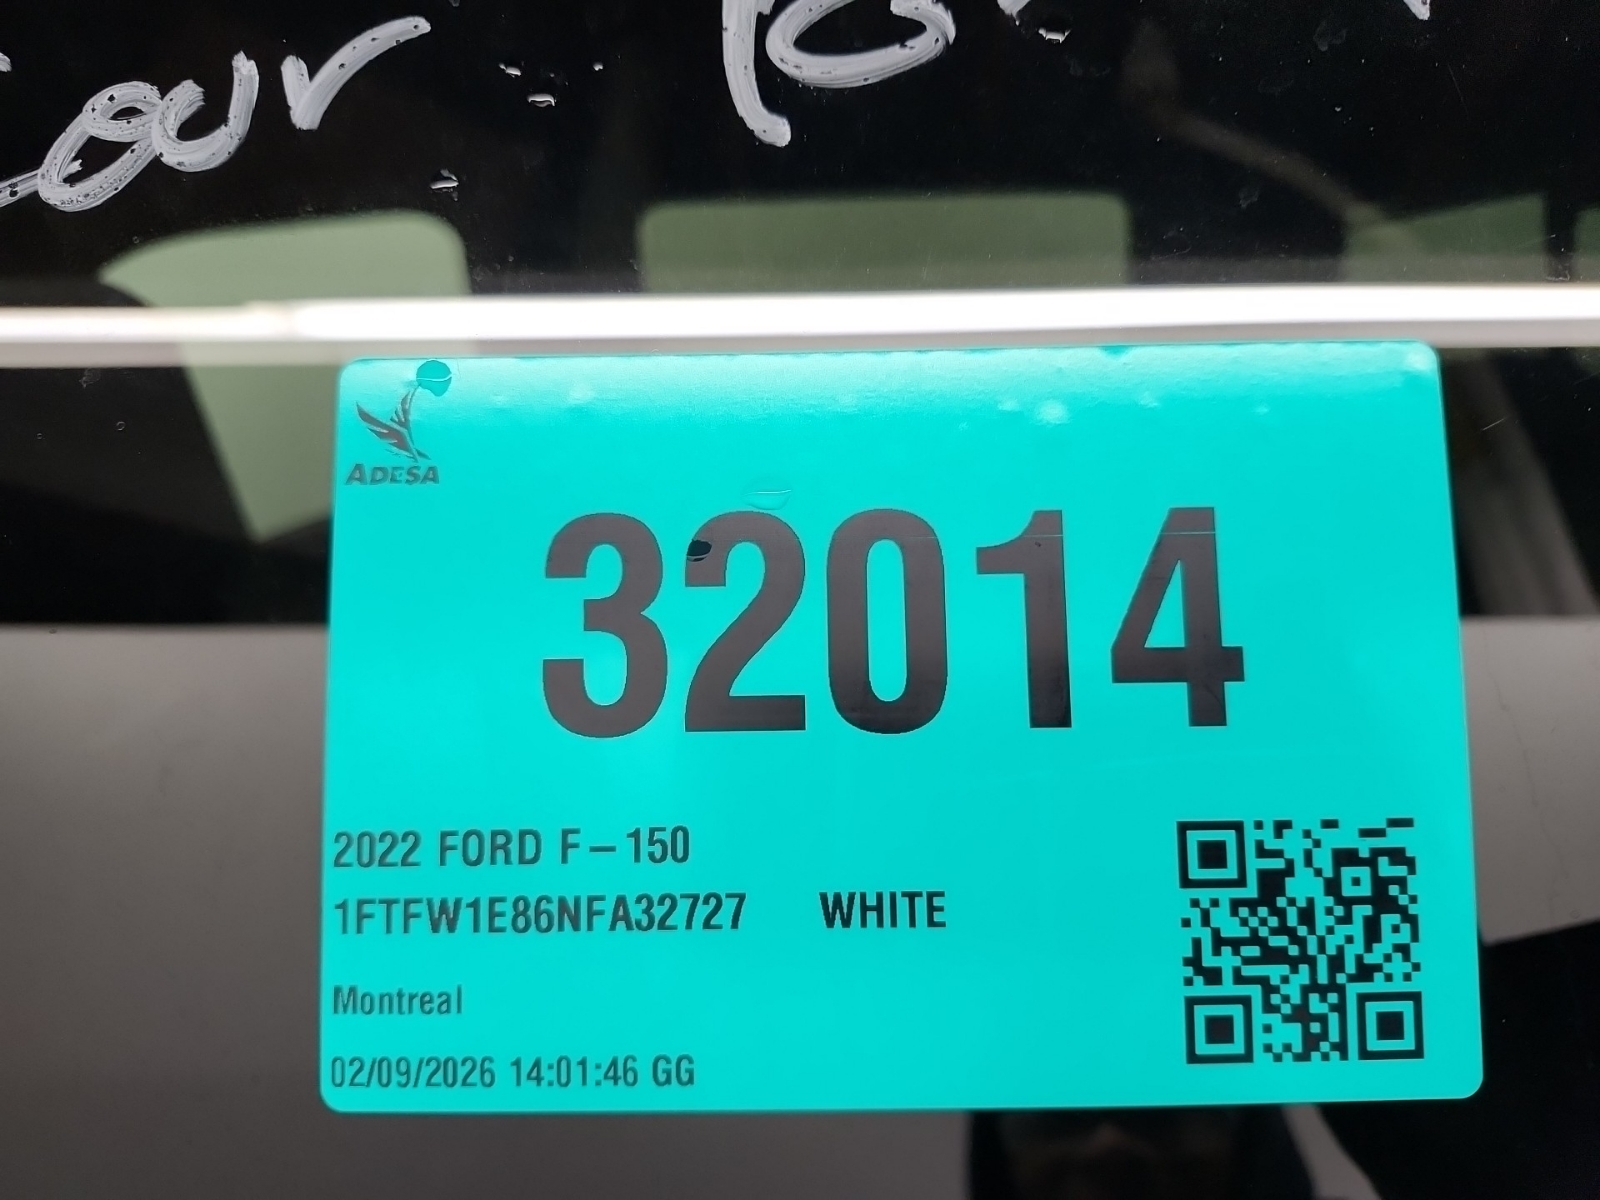 ADESA
32014
2022 FORD F-150
1FTFW1E86NFA32727 WHITE
Montreal
02/09/2026 14:01:46 GG